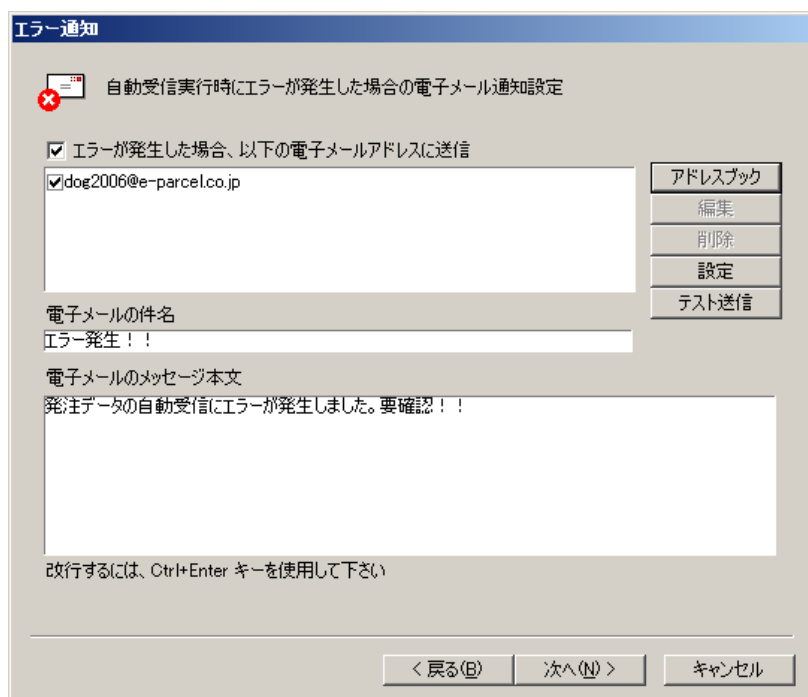 エラー通知
自動受信実行時にエラーが発生した場合の電子メール通知設定
エラーが発生した場合、以下の電子メールアドレスに送信
dog2006@e-parcel.co.jp
アドレスブック
編集
削除
設定
テスト送信
電子メールの件名
エラー発生！！
電子メールのメッセージ本文
発注データの自動受信にエラーが発生しました。要確認！！
改行するには、Ctrl+Enter キーを使用して下さい
< 戻る(B)
次へ(N) >
キャンセル